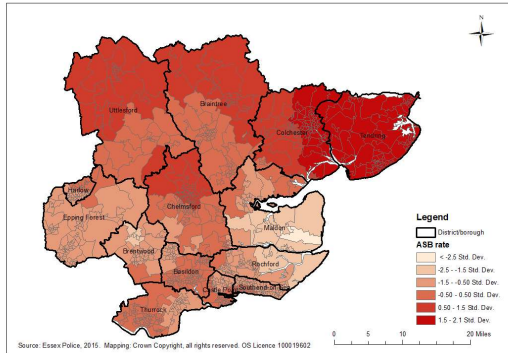 N
Uttlesford
Braintree
Colchester
Tendring
Harlow
Epping Forest
Chelmsford
Maldon
Brentwood
Basildon
Rochford
Castle Point
Southend-on-Sea
Thurrock
Legend
District/borough
ASB rate
< -2.5 Std. Dev.
-2.5 - -1.5 Std. Dev.
-1.5 - -0.50 Std. Dev.
-0.50 - 0.50 Std. Dev.
0.50 - 1.5 Std. Dev.
1.5 - 2.1 Std. Dev.
0 5 10 20 Miles
Source: Essex Police, 2015. Mapping: Crown Copyright, all rights reserved. OS Licence 100019602